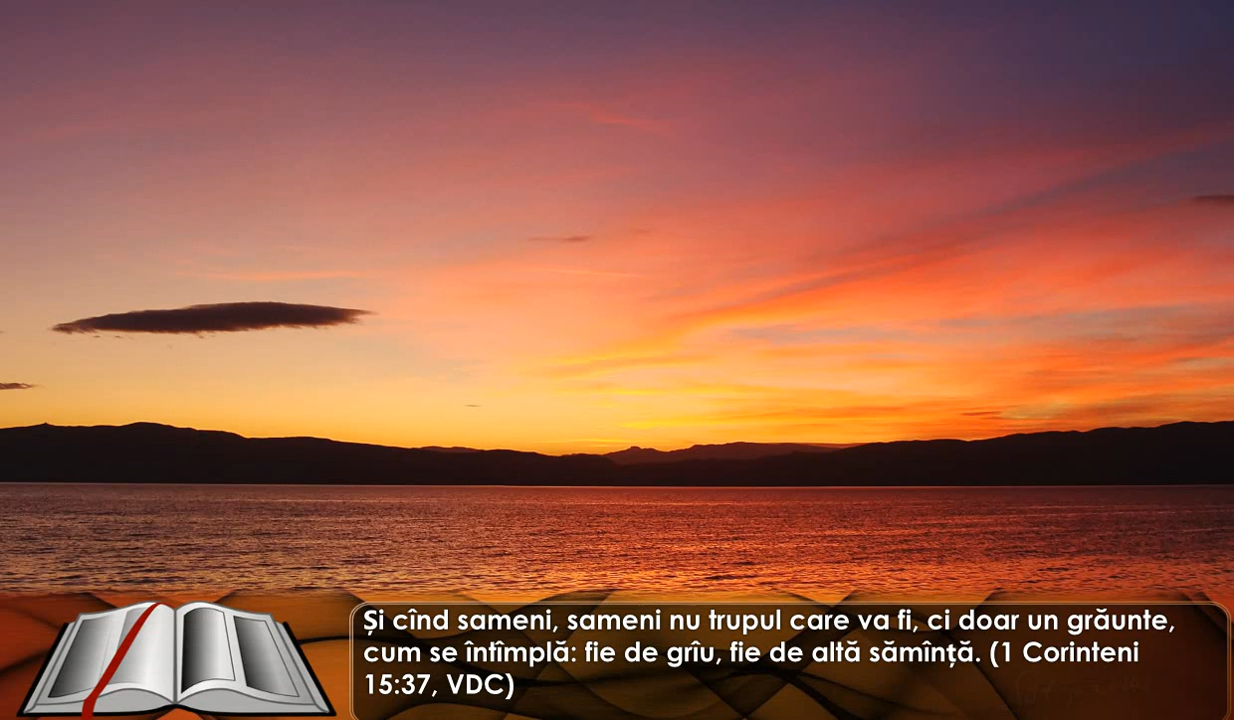 Și cînd sameni, sameni nu trupul care va fi, ci doar un grăunte,
cum se întîmplă: fie de grîu, fie de altă sămînță. (1 Corinteni
15:37, VDC)